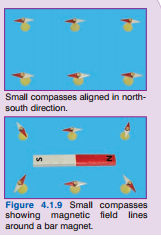 Small compasses aligned in north-
south direction.
S
N
Figure 4.1.9 Small compasses
showing magnetic field lines
around a bar magnet.